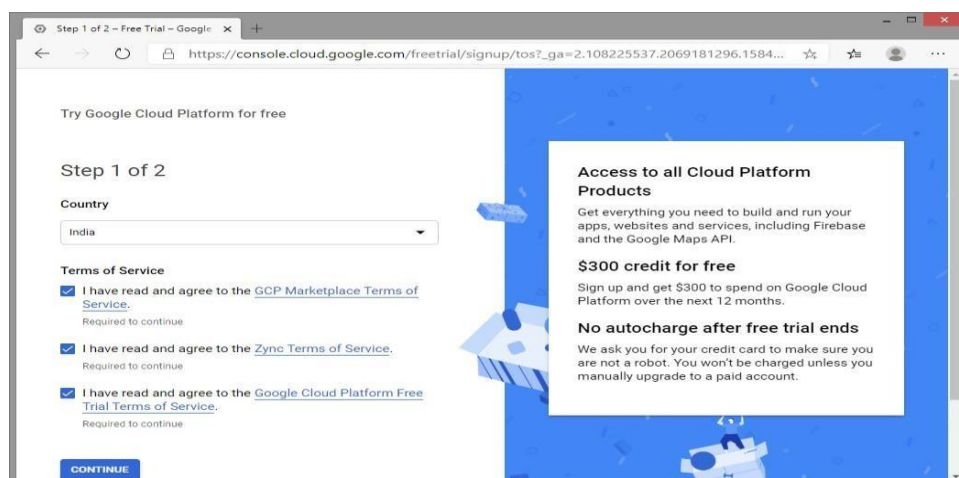 Step 1 of 2 – Free Trial – Google
https://console.cloud.google.com/freetrial/signup/tos?_ga=2.108225537.2069181296.1584...
Try Google Cloud Platform for free
Step 1 of 2
Country
India
Terms of Service
I have read and agree to the GCP Marketplace Terms of
Service.
Required to continue
I have read and agree to the Zync Terms of Service.
Required to continue
I have read and agree to the Google Cloud Platform Free
Trial Terms of Service.
Required to continue
CONTINUE
Access to all Cloud Platform
Products
Get everything you need to build and run your
apps, websites and services, including Firebase
and the Google Maps API.
$300 credit for free
Sign up and get $300 to spend on Google Cloud
Platform over the next 12 months.
No autocharge after free trial ends
We ask you for your credit card to make sure you
are not a robot. You won't be charged unless you
manually upgrade to a paid account.